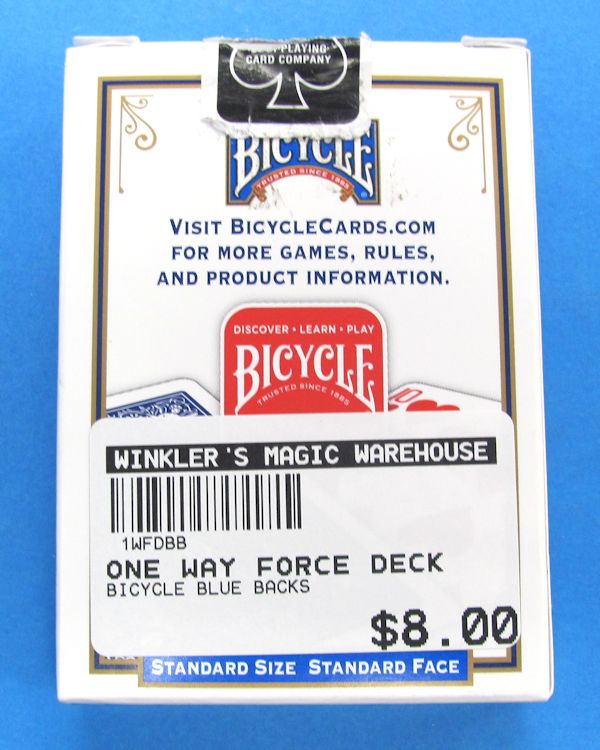 PLAYING
CARD COMPANY
BICYCLE
TRUSTED SINCE 1885
®
VISIT BICYCLECARDS.COM
FOR MORE GAMES, RULES,
AND PRODUCT INFORMATION.
DISCOVER • LEARN • PLAY
BICYCLE
TRUSTED SINCE 1885
10
WINKLER'S MAGIC WAREHOUSE
1WFDBB
ONE WAY FORCE DECK
BICYCLE BLUE BACKS
$8.00
STANDARD SIZE STANDARD FACE